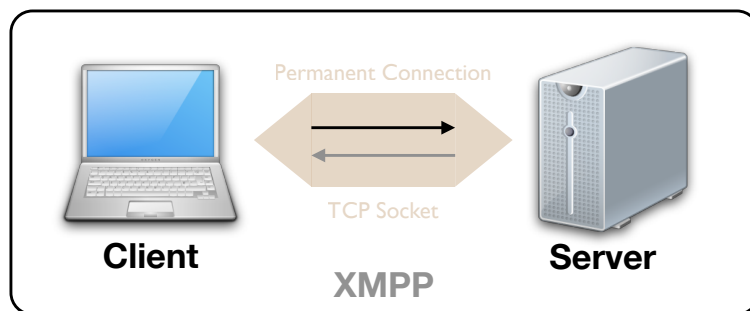 Permanent Connection
TCP Socket
Client
Server
XMPP